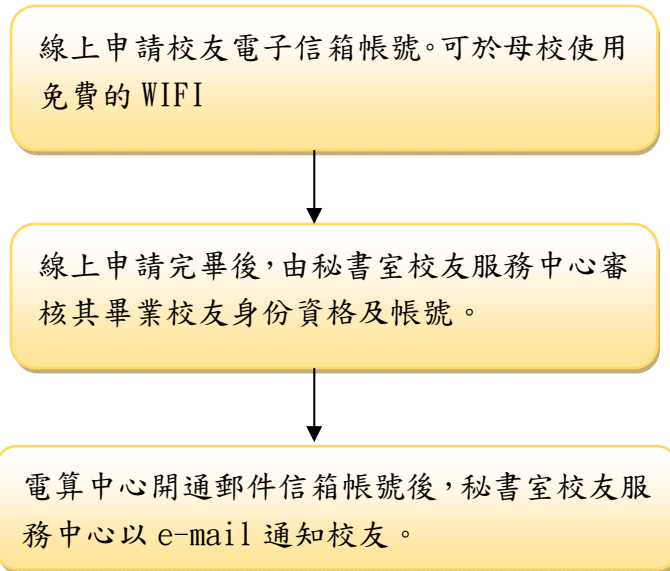 線上申請校友電子信箱帳號。可於母校使用
免費的 WIFI
線上申請完畢後，由秘書室校友服務中心審
核其畢業校友身份資格及帳號。
電算中心開通郵件信箱帳號後，秘書室校友服
務中心以 e-mail 通知校友。